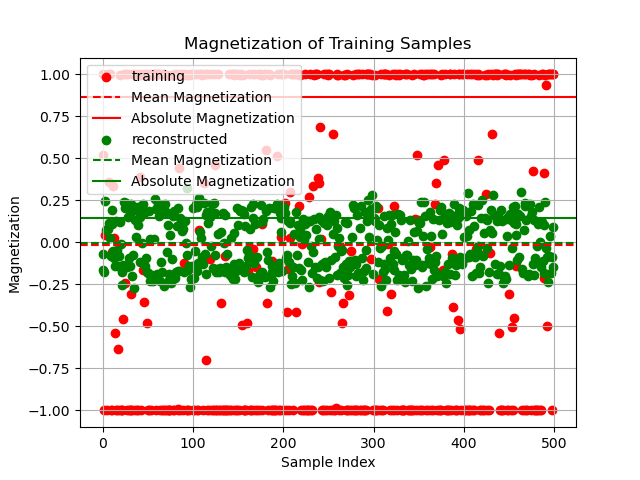 Magnetization of Training Samples
training
Mean Magnetization
Absolute Magnetization
reconstructed
Mean Magnetization
Absolute Magnetization
Magnetization
1.00
0.75
0.50
0.25
0.00
−0.25
−0.50
−0.75
−1.00
0 100 200 300 400 500
Sample Index